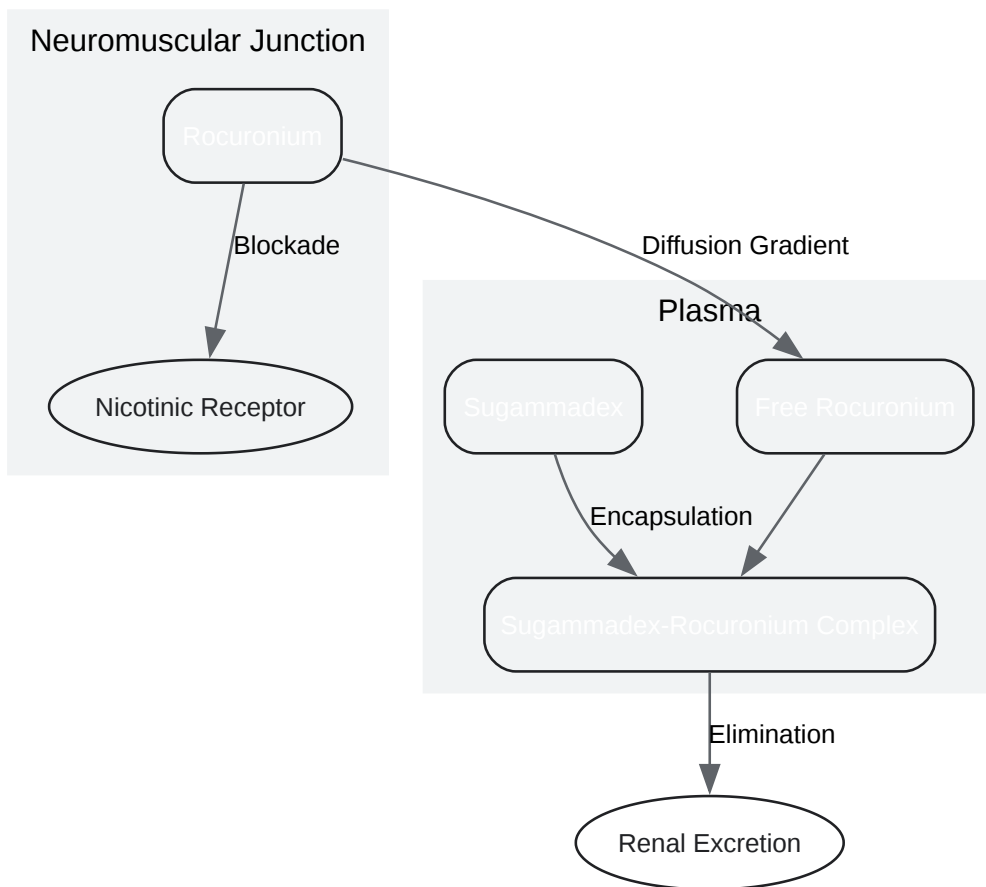 Neuromuscular Junction
Rocuronium
Blockade
Diffusion Gradient
Nicotinic Receptor
Plasma
Sugammadex
Free Rocuronium
Encapsulation
Sugammadex-Rocuronium Complex
Elimination
Renal Excretion